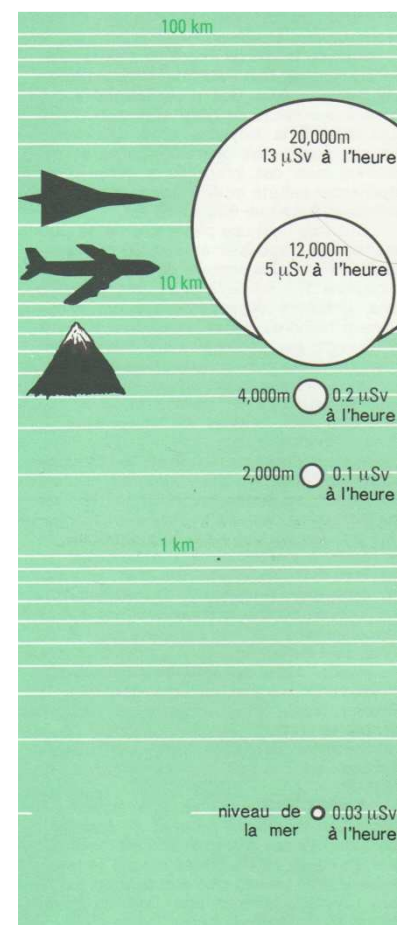 100 km
20,000m
13 µSv à l'heure
12,000m
5 µSv à l'heure
10 km
4,000m 0.2 µSv
à l'heure
2,000m 0.1 µSv
à l'heure
1 km
niveau de 0.03 µSv
la mer à l'heure